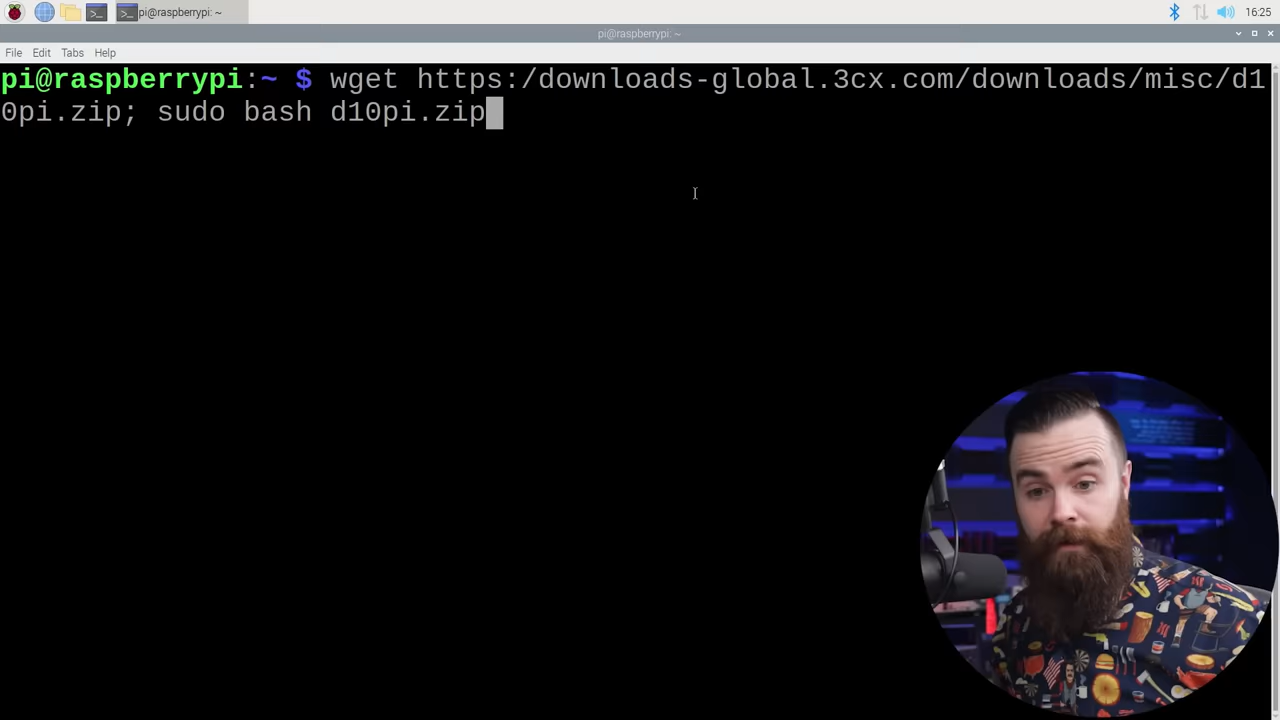 pi@raspberrypi: ~
16:25
pi@raspberrypi: ~
File Edit Tabs Help
pi@raspberrypi:~ $ wget https:/downloads-global.3cx.com/downloads/misc/d1
0pi.zip; sudo bash d10pi.zip